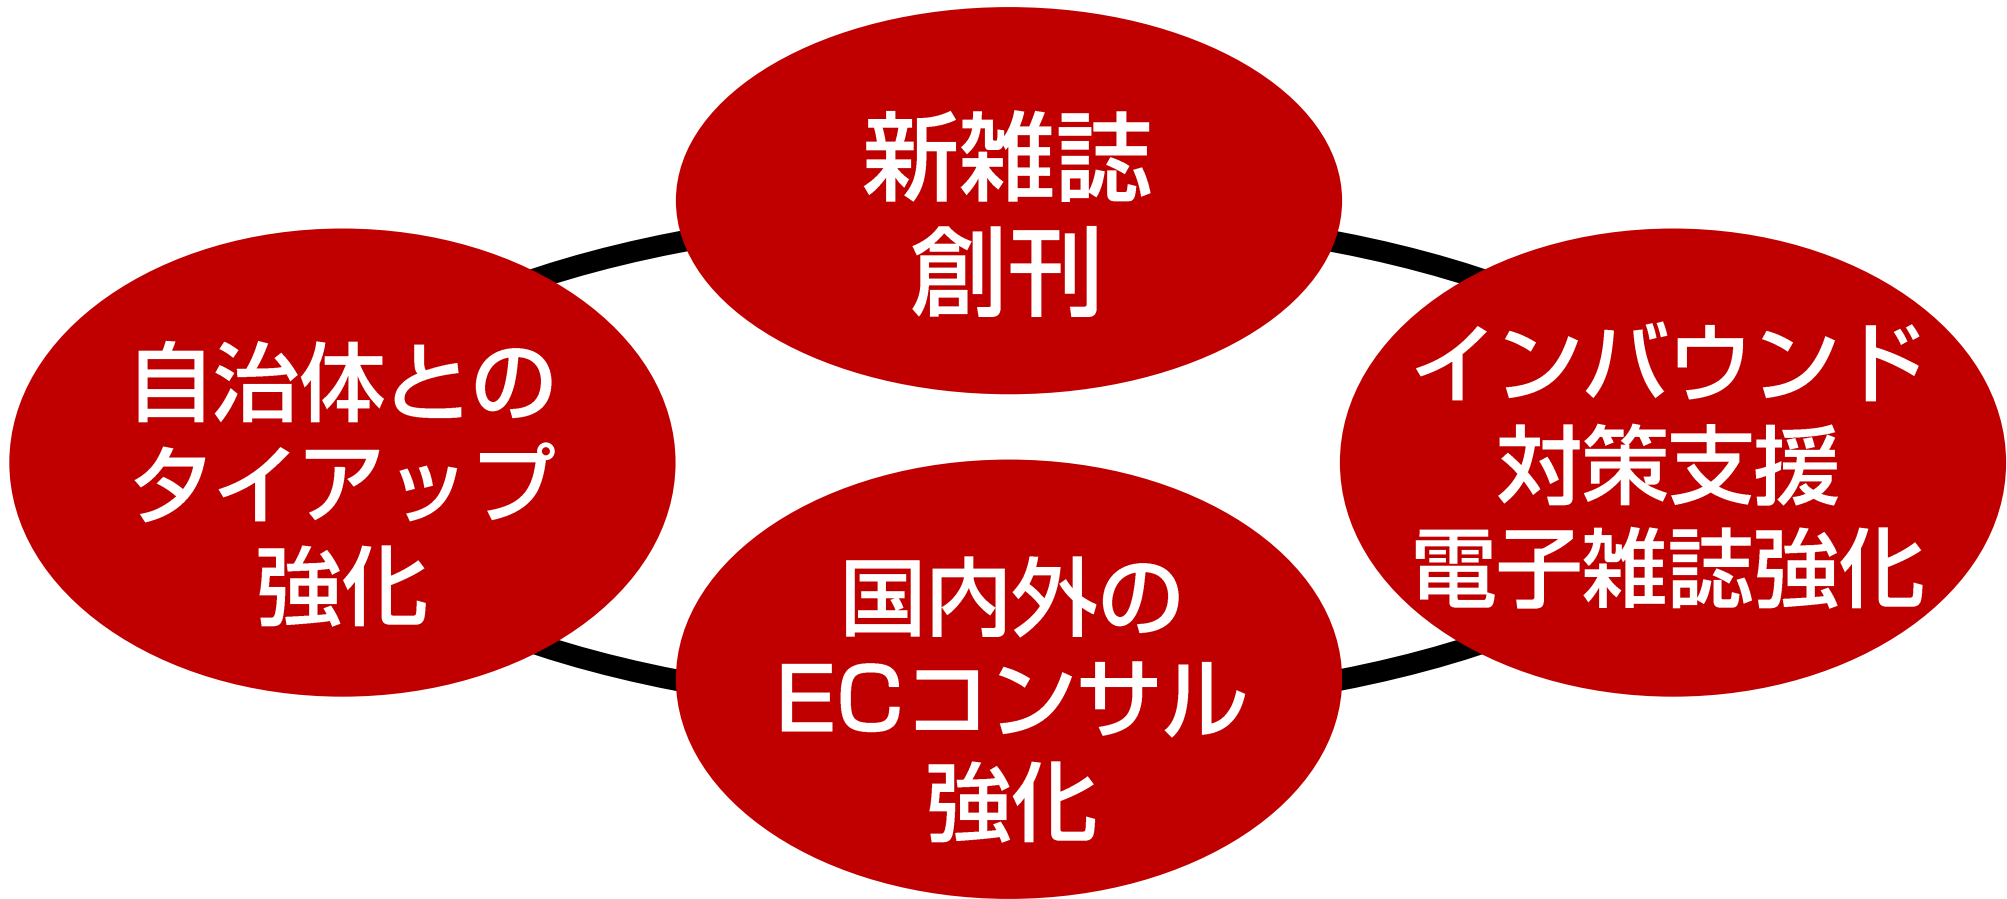 新雑誌
創刊
自治体との
タイアップ
強化
インバウンド
対策支援
電子雑誌強化
国内外の
ECコンサル
強化